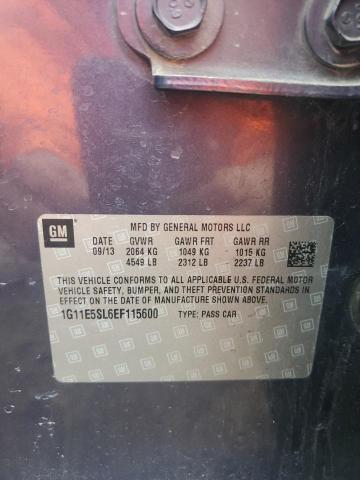 GM
MFD BY GENERAL MOTORS LLC
DATE GVWR GAWR FRT GAWR RR
09/13 2064 KG 1049 KG 1015 KG
4549 LB 2312 LB 2237 LB
THIS VEHICLE CONFORMS TO ALL APPLICABLE U.S. FEDERAL MOTOR
VEHICLE SAFETY, BUMPER, AND THEFT PREVENTION STANDARDS IN
EFFECT ON THE DATE OF MANUFACTURE SHOWN ABOVE.
1G11E5SL6EF115600 TYPE: PASS CAR